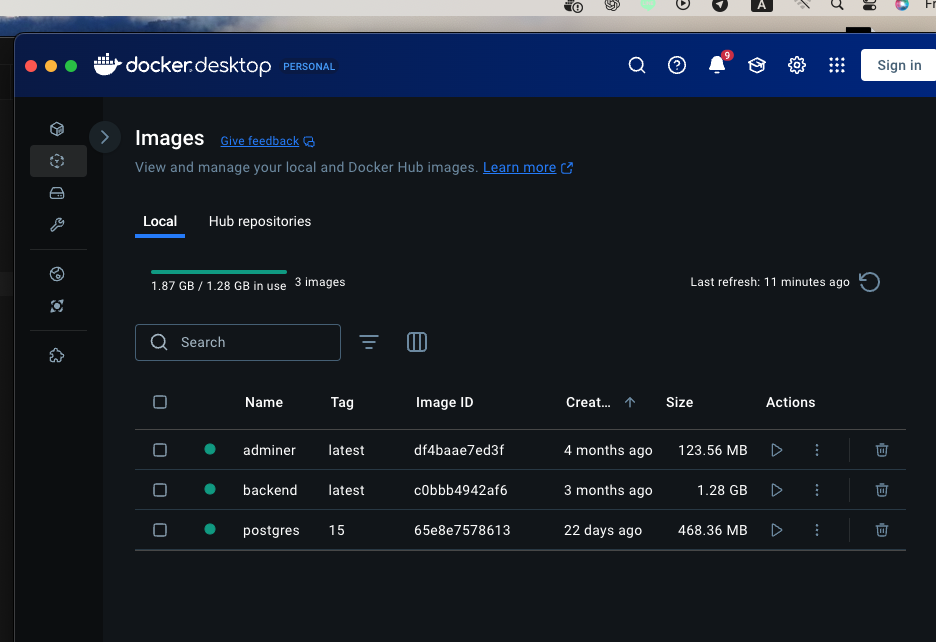 A
docker.desktop PERSONAL
9
Sign in
Images Give feedback
View and manage your local and Docker Hub images. Learn more
Local Hub repositories
1.87 GB / 1.28 GB in use 3 images Last refresh: 11 minutes ago
Search
Name Tag Image ID Creat... Size Actions
adminer latest df4baae7ed3f 4 months ago 123.56 MB
backend latest c0bbb4942af6 3 months ago 1.28 GB
postgres 15 65e8e7578613 22 days ago 468.36 MB